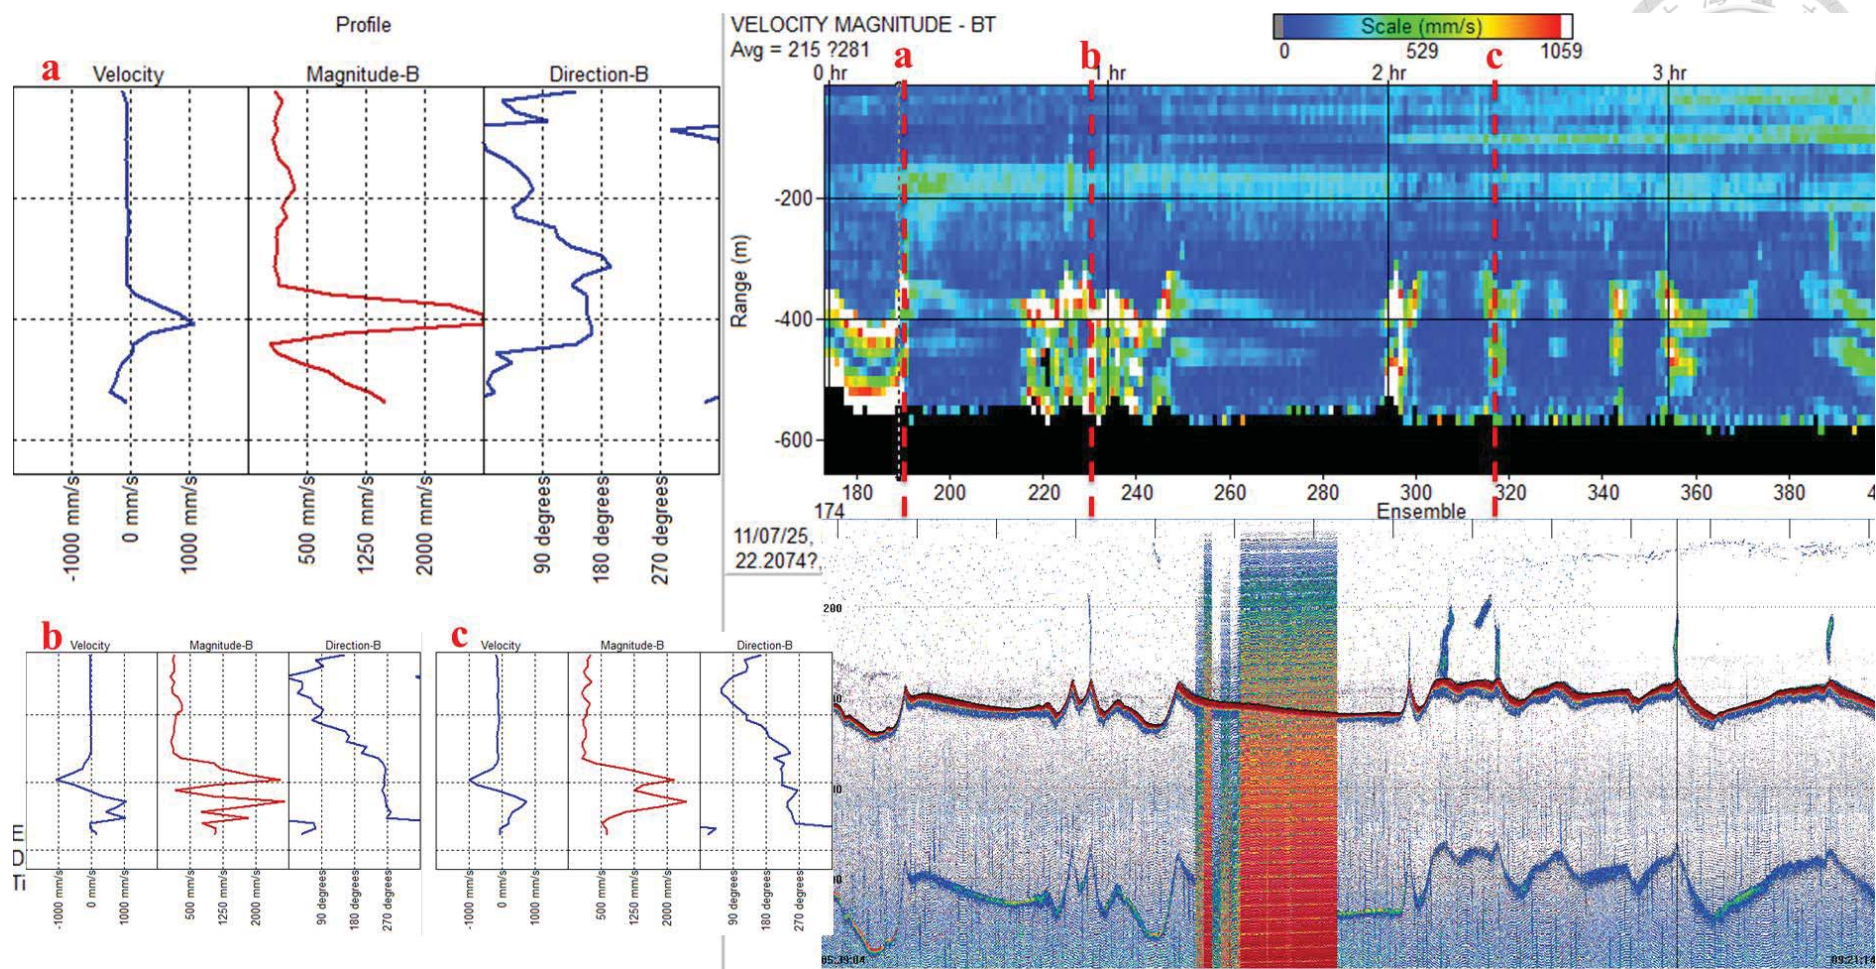 Profile
a
Velocity
Magnitude-B
Direction-B
-1000 mm/s
0 mm/s
1000 mm/s
500 mm/s
1250 mm/s
2000 mm/s
90 degrees
180 degrees
270 degrees
VELOCITY MAGNITUDE - BT
Avg = 215 ?281
Scale (mm/s)
0
529
1059
a
b
c
0 hr
1 hr
2 hr
3 hr
Range (m)
-200
-400
-600
180
200
220
240
260
280
300
320
340
360
380
4
174
Ensemble
11/07/25,
22.2074?,
b
Velocity
Magnitude-B
Direction-B
-1000 mm/s
0 mm/s
1000 mm/s
500 mm/s
1250 mm/s
2000 mm/s
90 degrees
180 degrees
270 degrees
E
D
Ti
c
Velocity
Magnitude-B
Direction-B
-1000 mm/s
0 mm/s
1000 mm/s
500 mm/s
1250 mm/s
2000 mm/s
90 degrees
180 degrees
270 degrees
200
05:39:04